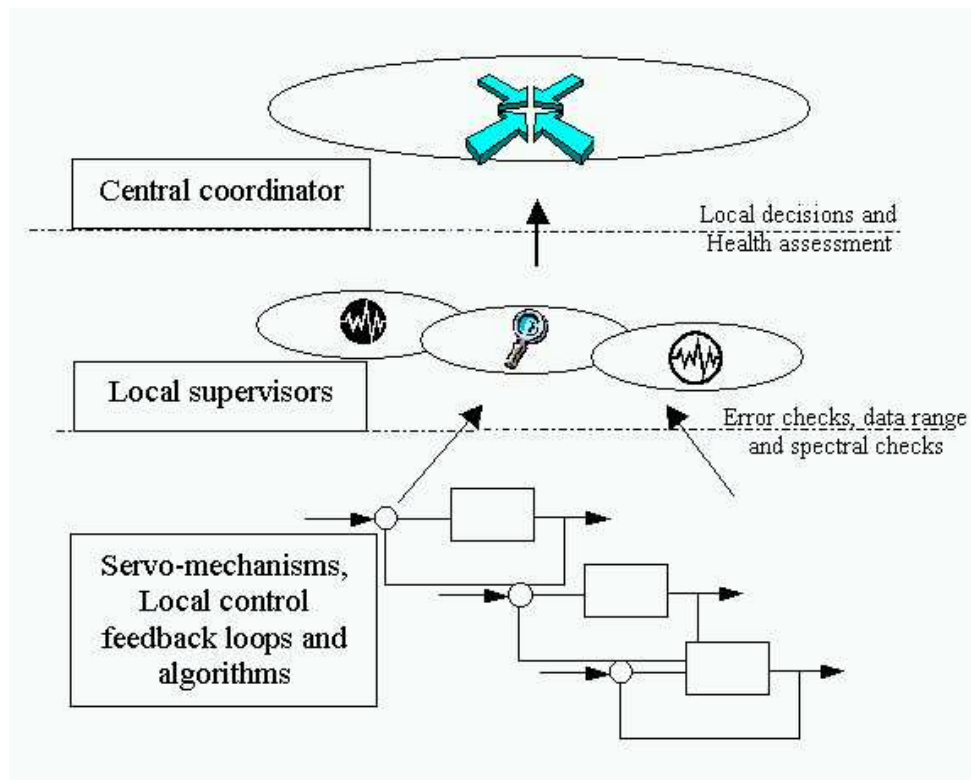 Central coordinator
Local decisions and
Health assessment
Local supervisors
Error checks, data range
and spectral checks
Servo-mechanisms,
Local control
feedback loops and
algorithms